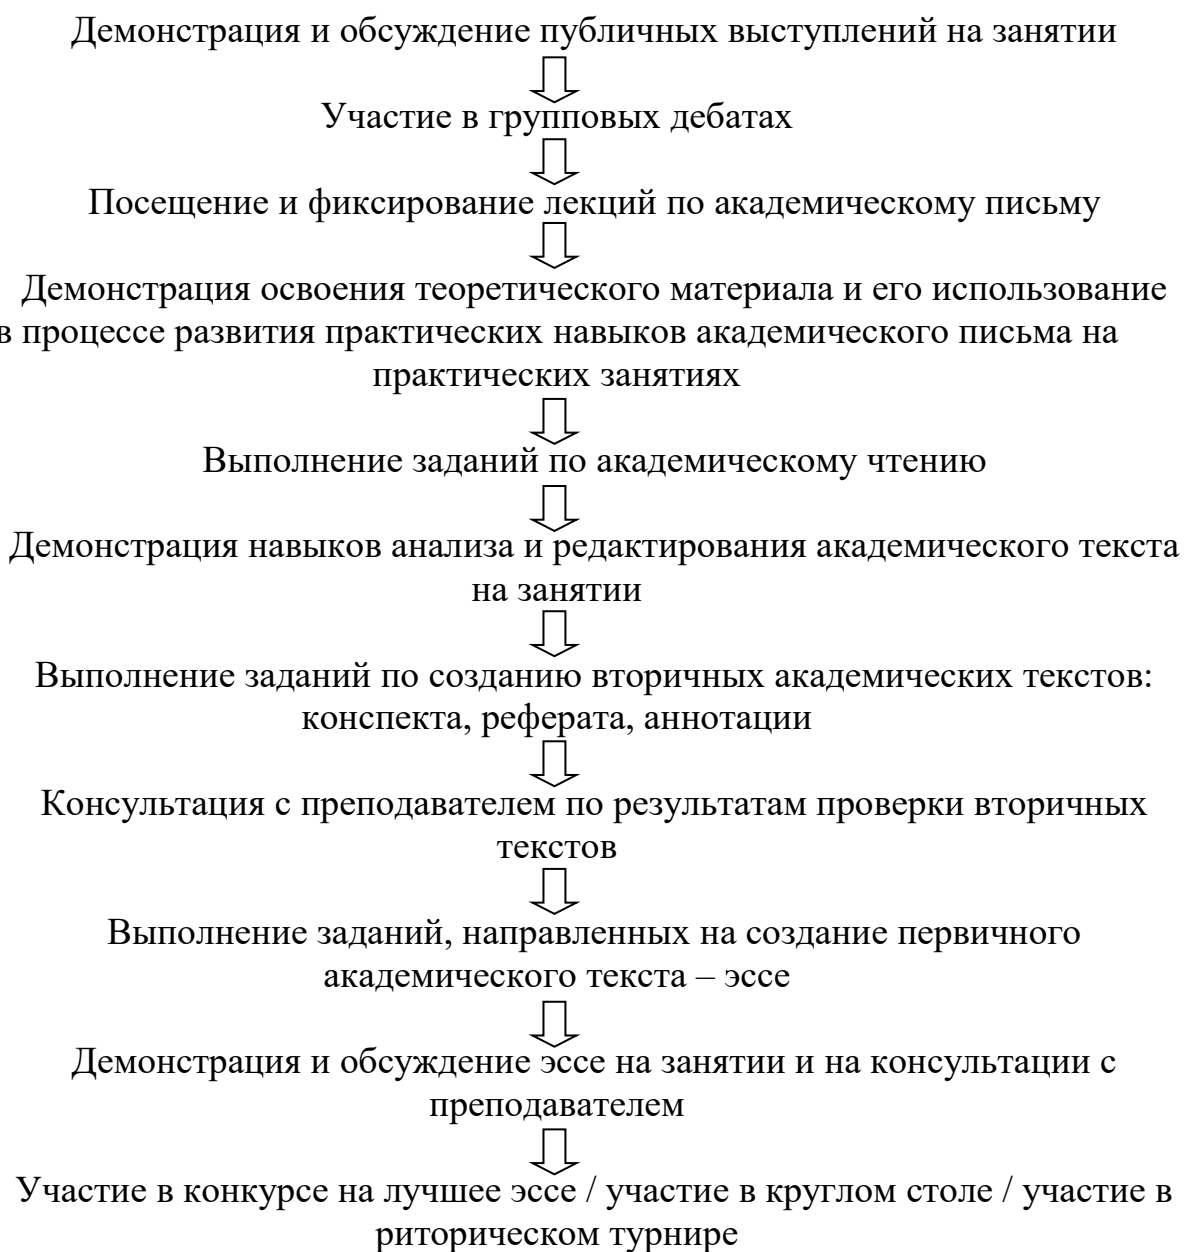 Демонстрация и обсуждение публичных выступлений на занятии
Участие в групповых дебатах
Посещение и фиксирование лекций по академическому письму
Демонстрация освоения теоретического материала и его использование
в процессе развития практических навыков академического письма на
практических занятиях
Выполнение заданий по академическому чтению
Демонстрация навыков анализа и редактирования академического текста
на занятии
Выполнение заданий по созданию вторичных академических текстов:
конспекта, реферата, аннотации
Консультация с преподавателем по результатам проверки вторичных
текстов
Выполнение заданий, направленных на создание первичного
академического текста – эссе
Демонстрация и обсуждение эссе на занятии и на консультации с
преподавателем
Участие в конкурсе на лучшее эссе / участие в круглом столе / участие в
риторическом турнире